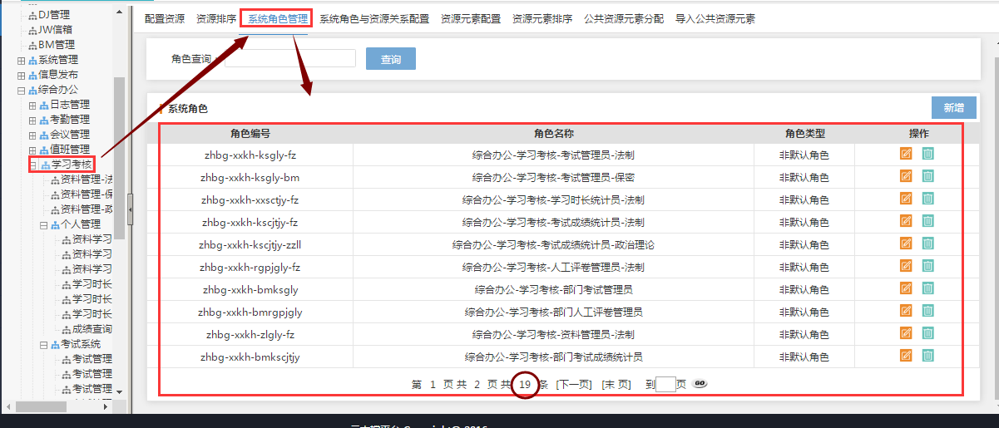 DJ管理
JW信箱
BM管理
系统管理
信息发布
综合办公
日志管理
考勤管理
会议管理
值班管理
学习考核
资料管理-法
资料管理-保
资料管理-政
个人管理
资料学习
资料学习
资料学习
学习时长
学习时长
学习时长
成绩查询
考试系统
考试管理
考试管理
考试管理
配置资源 资源排序 系统角色管理 系统角色与资源关系配置 资源元素配置 资源元素排序 公共资源元素分配 导入公共资源元素
角色查询: 查询
系统角色 新增
角色编号 角色名称 角色类型 操作
zhbg-xxkh-ksgly-fz 综合办公-学习考核-考试管理员-法制 非默认角色
zhbg-xxkh-ksgly-bm 综合办公-学习考核-考试管理员-保密 非默认角色
zhbg-xxkh-xxsctjy-fz 综合办公-学习考核-学习时长统计员-法制 非默认角色
zhbg-xxkh-kscjtjy-fz 综合办公-学习考核-考试成绩统计员-法制 非默认角色
zhbg-xxkh-kscjtjy-zzll 综合办公-学习考核-考试成绩统计员-政治理论 非默认角色
zhbg-xxkh-rgpjgly-fz 综合办公-学习考核-人工评卷管理员-法制 非默认角色
zhbg-xxkh-bmksgly 综合办公-学习考核-部门考试管理员 非默认角色
zhbg-xxkh-bmrgpjgly 综合办公-学习考核-部门人工评卷管理员 非默认角色
zhbg-xxkh-zlgly-fz 综合办公-学习考核-资料管理员-法制 非默认角色
zhbg-xxkh-bmkscjtjy 综合办公-学习考核-部门考试成绩统计员 非默认角色
第 1 页 共 2 页 共 19 条 [下一页] [末 页] 到 页 GO